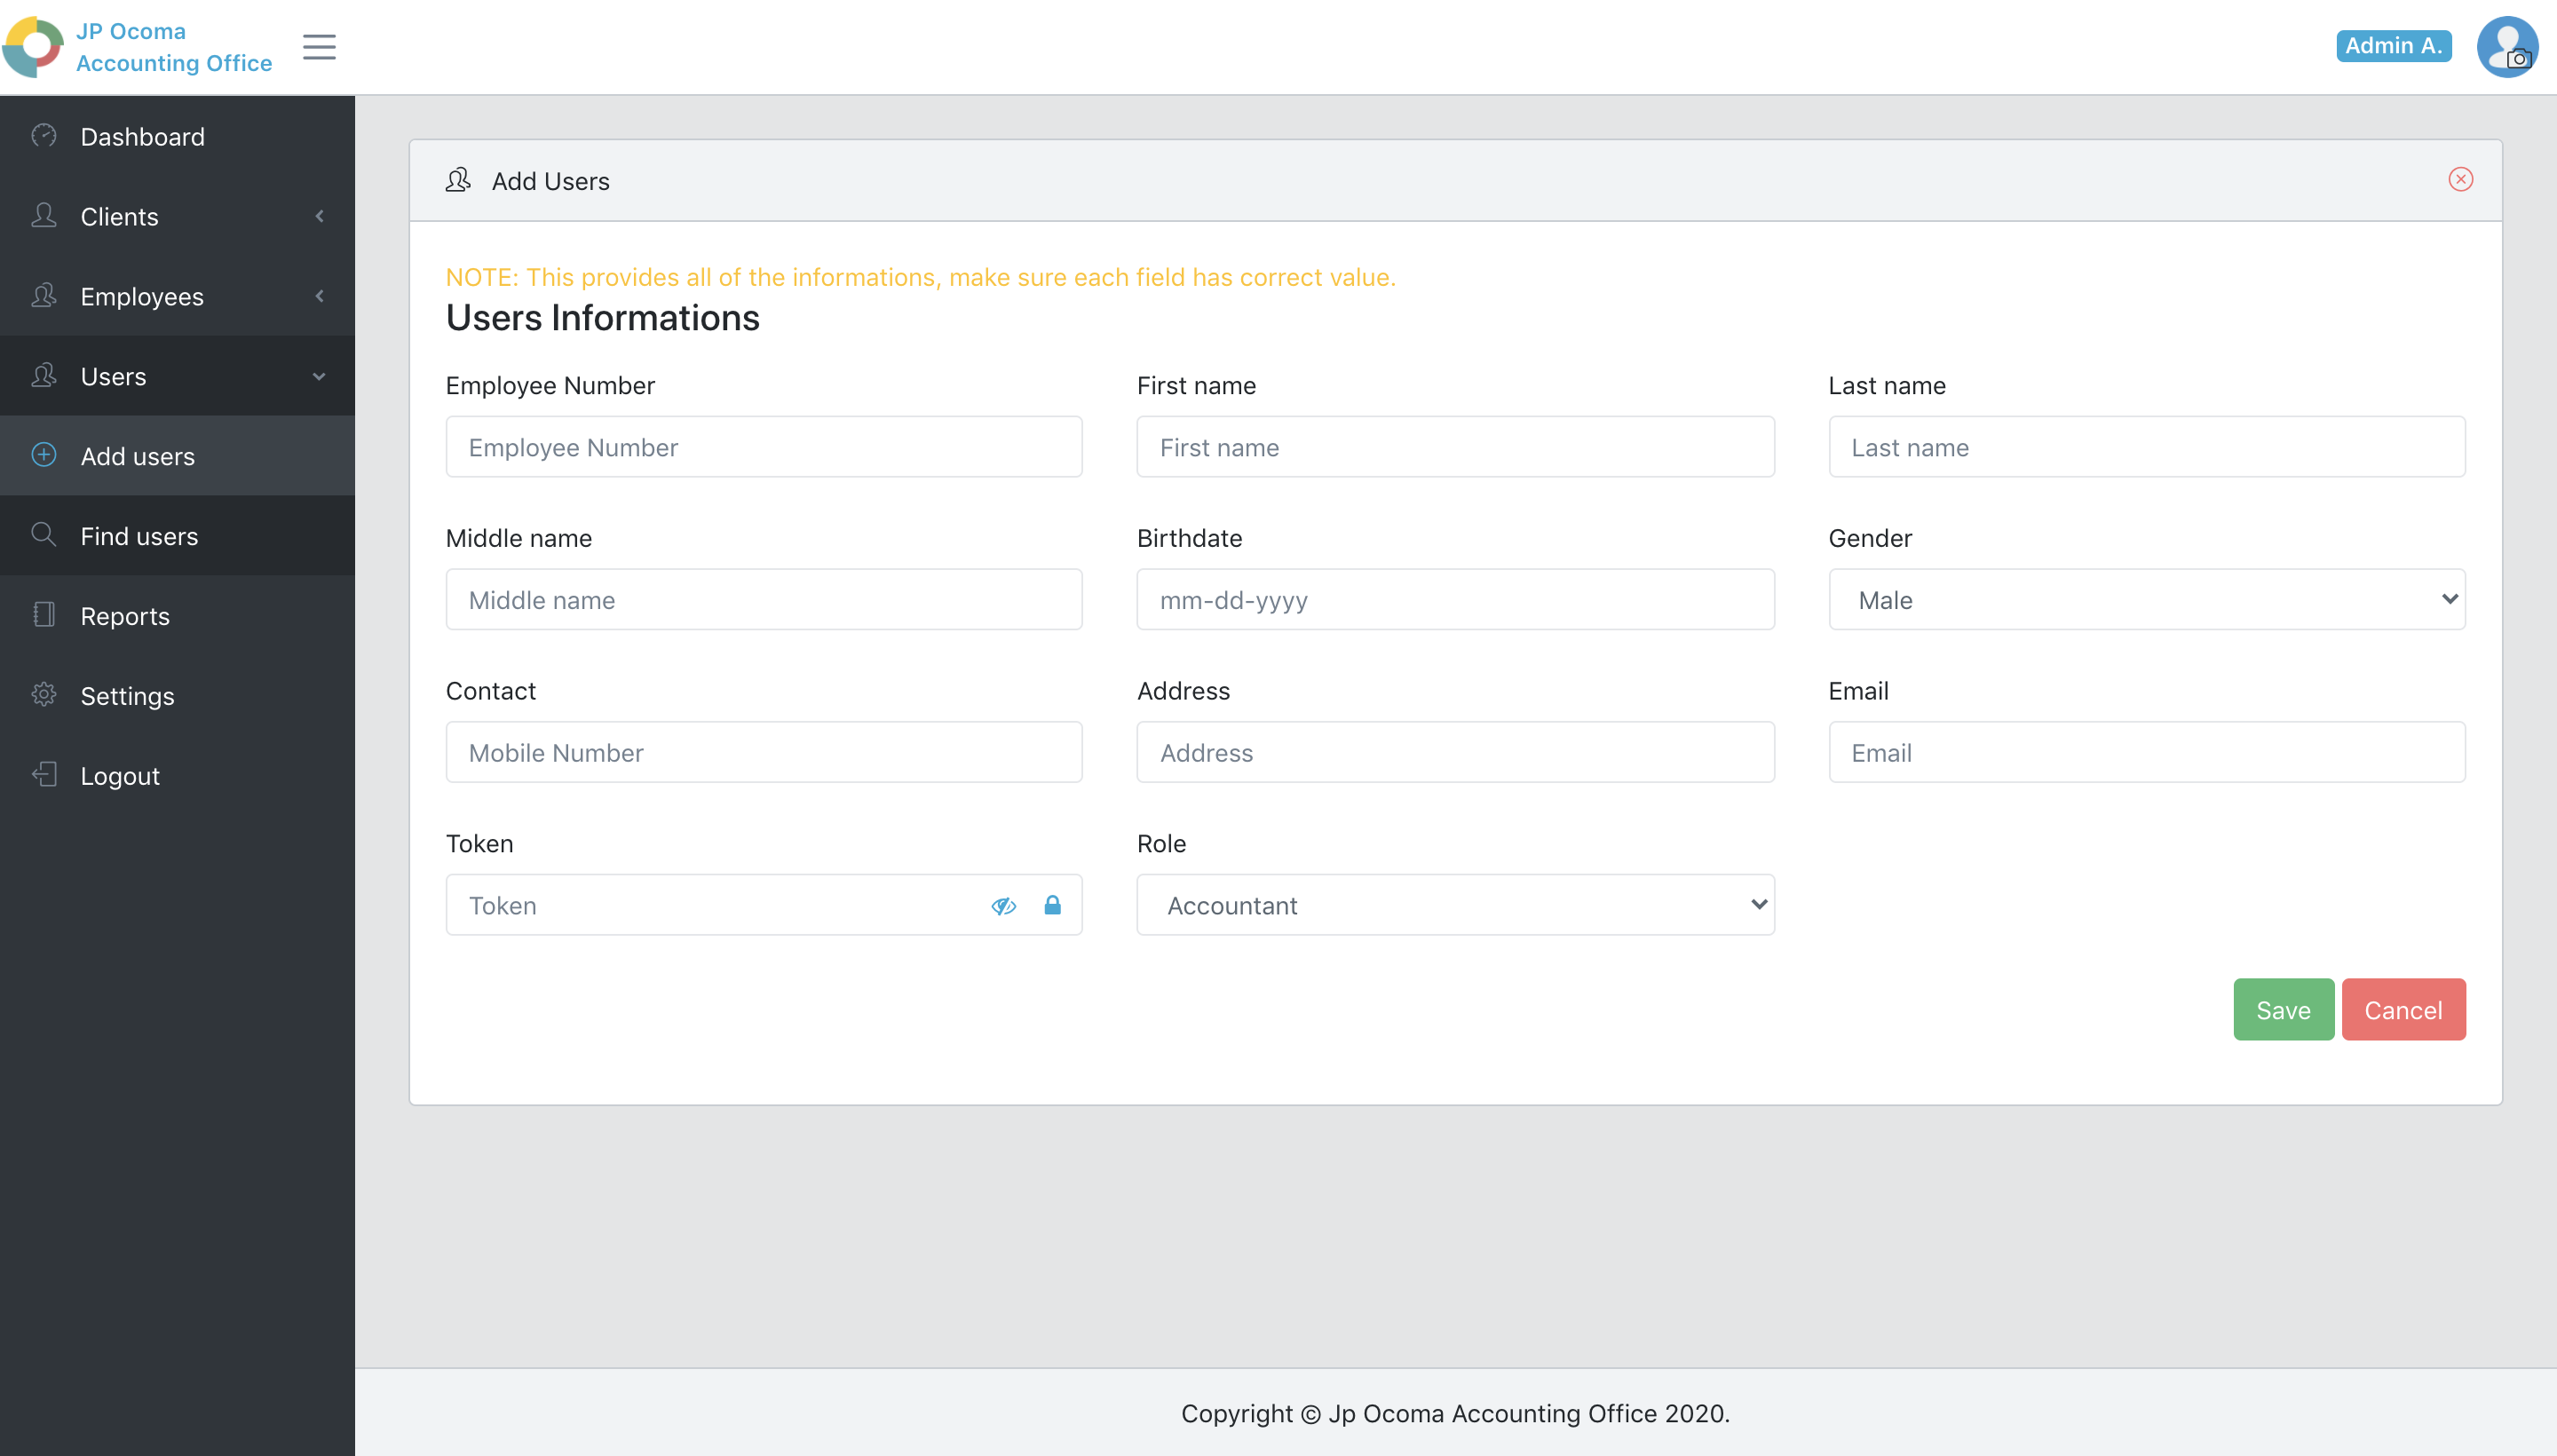 JP Ocoma
Accounting Office
Admin A.
Dashboard
Clients
Employees
Users
Add users
Find users
Reports
Settings
Logout
Add Users
NOTE: This provides all of the informations, make sure each field has correct value.
Users Informations
Employee Number
First name
Last name
Employee Number
First name
Last name
Middle name
Birthdate
Gender
Middle name
mm-dd-yyyy
Male
Contact
Address
Email
Mobile Number
Address
Email
Token
Role
Token
Accountant
Save
Cancel
Copyright © Jp Ocoma Accounting Office 2020.